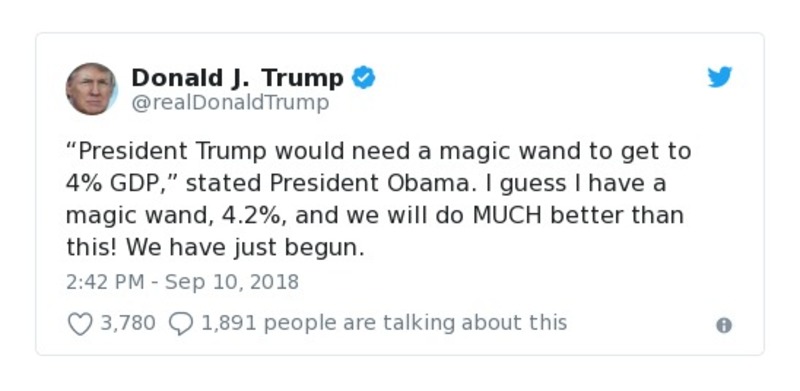 Donald J. Trump
@realDonaldTrump
“President Trump would need a magic wand to get to
4% GDP,” stated President Obama. I guess I have a
magic wand, 4.2%, and we will do MUCH better than
this! We have just begun.
2:42 PM - Sep 10, 2018
3,780 1,891 people are talking about this